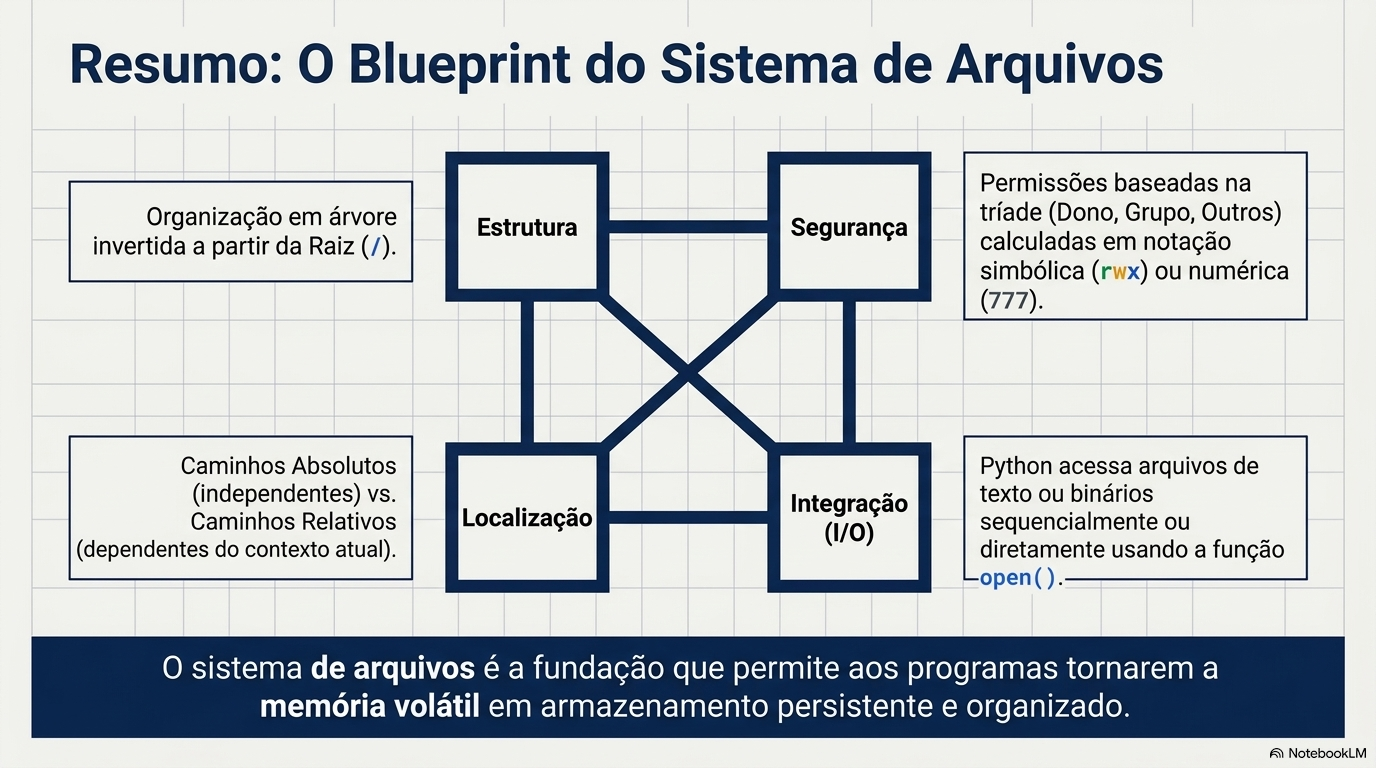 Resumo: O Blueprint do Sistema de Arquivos
Organização em árvore
invertida a partir da Raiz (/).
Estrutura
Segurança
Permissões baseadas na
tríade (Dono, Grupo, Outros)
calculadas em notação
simbólica (rwx) ou numérica
(777).
Caminhos Absolutos
(independentes) vs.
Caminhos Relativos
(dependentes do contexto atual).
Localização
Integração
(I/O)
Python acessa arquivos de
texto ou binários
sequencialmente ou
diretamente usando a função
open().
O sistema de arquivos é a fundação que permite aos programas tornarem a
memória volátil em armazenamento persistente e organizado.
NotebookLM